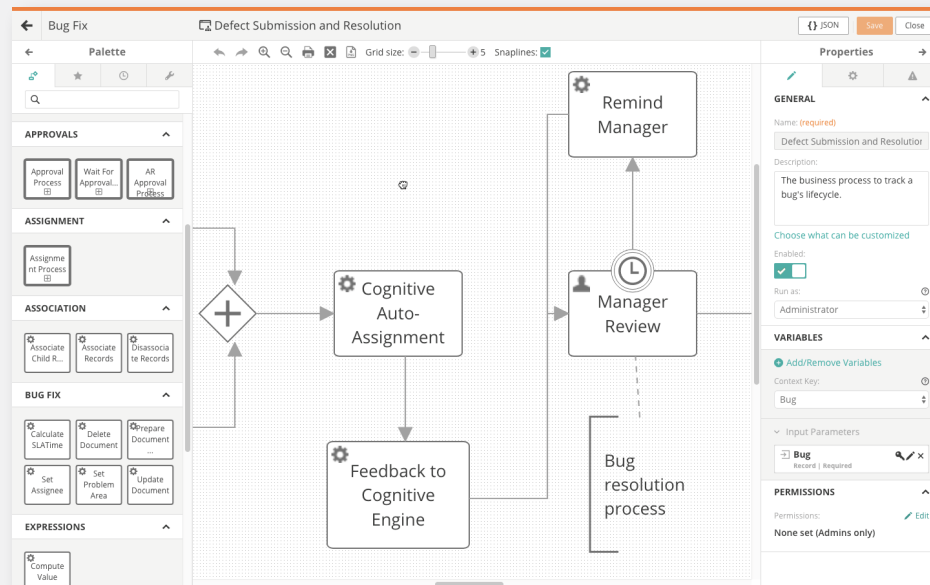 Bug Fix
Defect Submission and Resolution
{} JSON
Save
Close
Palette
Grid size:
5
Snaplines:
Properties
APPROVALS
Approval
Process
Wait For
Approval...
AR
Approval
Process
ASSIGNMENT
Assignme
nt Process
ASSOCIATION
Associate
Child R...
Associate
Records
Disassocia
te Records
BUG FIX
Calculate
SLATime
Delete
Document
Prepare
Document
...
Set
Assignee
Set
Problem
Area
Update
Document
EXPRESSIONS
Compute
Value
Remind
Manager
Cognitive
Auto-
Assignment
Manager
Review
Feedback to
Cognitive
Engine
Bug
resolution
process
GENERAL
Name: (required)
Defect Submission and Resolution
Description:
The business process to track a
bug's lifecycle.
Choose what can be customized
Enabled:
Run as:
Administrator
VARIABLES
Add/Remove Variables
Context Key:
Bug
Input Parameters
Bug
Record | Required
PERMISSIONS
Permissions:
Edit
None set (Admins only)